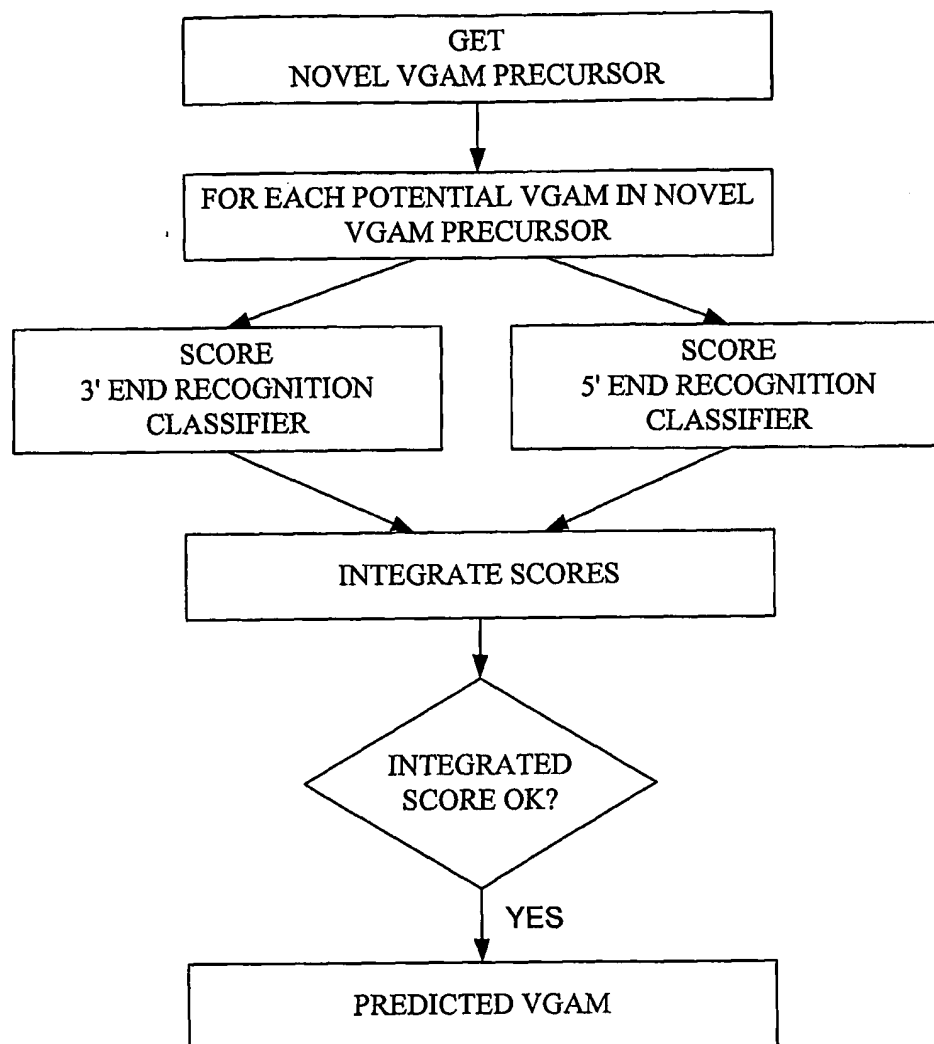 GET
NOVEL VGAM PRECURSOR
FOR EACH POTENTIAL VGAM IN NOVEL
VGAM PRECURSOR
SCORE
3' END RECOGNITION
CLASSIFIER
SCORE
5' END RECOGNITION
CLASSIFIER
INTEGRATE SCORES
INTEGRATED
SCORE OK?
YES
PREDICTED VGAM